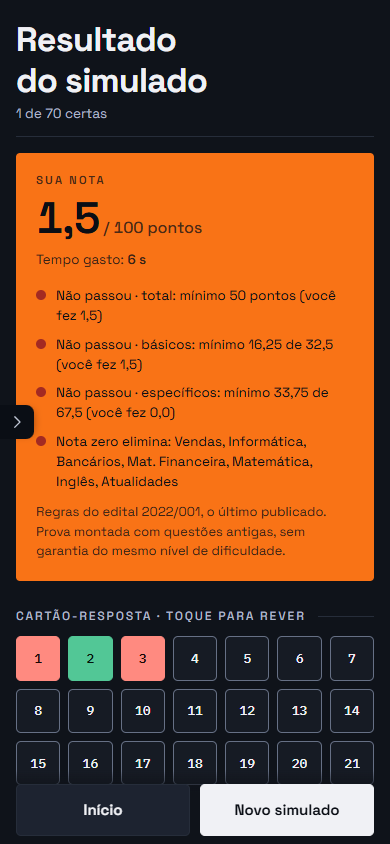 Resultado
do simulado
1 de 70 certas
SUA NOTA
1,5 / 100 pontos
Tempo gasto: 6 s
Não passou · total: mínimo 50 pontos (você
fez 1,5)
Não passou · básicos: mínimo 16,25 de 32,5
(você fez 1,5)
Não passou · específicos: mínimo 33,75 de
67,5 (você fez 0,0)
Nota zero elimina: Vendas, Informática,
Bancários, Mat. Financeira, Matemática,
Inglês, Atualidades
Regras do edital 2022/001, o último publicado.
Prova montada com questões antigas, sem
garantia do mesmo nível de dificuldade.
CARTÃO-RESPOSTA · TOQUE PARA REVER
1 2 3 4 5 6 7
8 9 10 11 12 13 14
15 16 17 18 19 20 21
Início Novo simulado